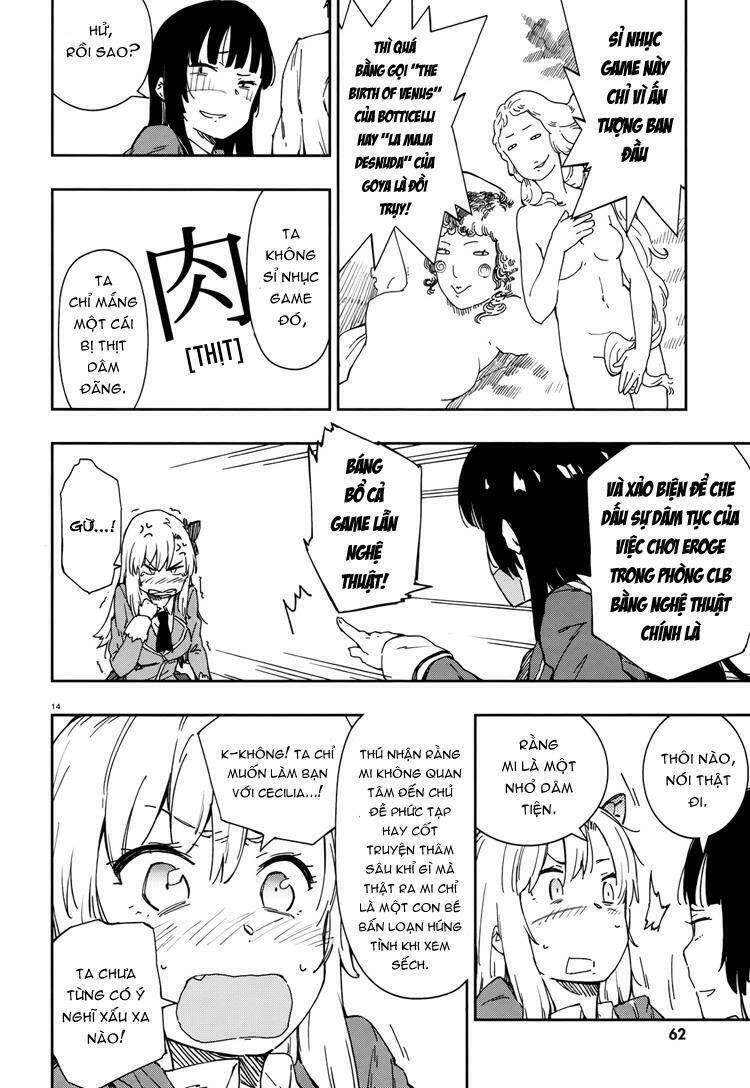 SỈ NHỤC
GAME NÀY
CHỈ VÌ ẤN
TƯỢNG BAN
ĐẦU
THÌ QUÁ
BẰNG GỌI "THE
BIRTH OF VENUS"
CỦA BOTTICELLI
HAY "LA MAJA
DESNUDA" CỦA
GOYA LÀ ĐỒI
TRỤY!
HỬ,
RỒI SAO?
TA
KHÔNG
SỈ NHỤC
GAME
ĐÓ,
肉
[THỊT]
TA
CHỈ MẮNG
MỘT CÁI
BỊ THỊT
DÂM
ĐÃNG.
VÀ XẢO BIỆN ĐỂ CHE
DẤU SỰ DÂM TỤC CỦA
VIỆC CHƠI EROGE
TRONG PHÒNG CLB
BẰNG NGHỆ THUẬT
CHÍNH LÀ
BÁNG
BỔ CẢ
GAME LẪN
NGHỆ
THUẬT!
GỪ...!
14
THÔI NÀO,
NÓI THẬT
ĐI.
RẰNG
MI LÀ MỘT
NHỎ DÂM
TIỆN.
THÚ NHẬN RẰNG
MI KHÔNG QUAN
TÂM ĐẾN CHỦ
ĐỀ PHỨC TẠP
HAY CỐT
TRUYỆN THÂM
SÂU KHỈ GÌ MÀ
THẬT RA MI CHỈ
LÀ MỘT CON BÉ
BẤN LOẠN HỨNG
TÌNH KHI XEM
SẾCH.
K-KHÔNG! TA CHỈ
MUỐN LÀM BẠN
VỚI CECILIA...!
TA CHƯA
TỪNG CÓ Ý
NGHĨ XẤU XA
NÀO!
62